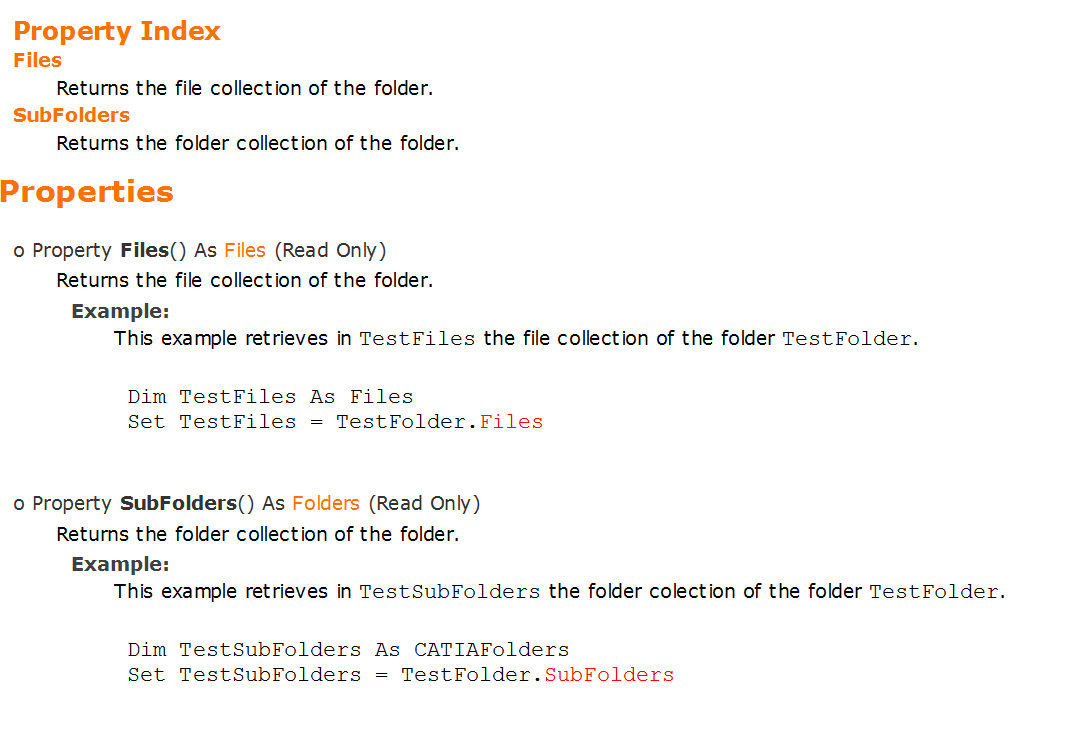 Property Index
Files
Returns the file collection of the folder.
SubFolders
Returns the folder collection of the folder.
Properties
o Property Files() As Files (Read Only)
Returns the file collection of the folder.
Example:
This example retrieves in TestFiles the file collection of the folder TestFolder.
Dim TestFiles As Files
Set TestFiles = TestFolder.Files
o Property SubFolders() As Folders (Read Only)
Returns the folder collection of the folder.
Example:
This example retrieves in TestSubFolders the folder colection of the folder TestFolder.
Dim TestSubFolders As CATIAFolders
Set TestSubFolders = TestFolder.SubFolders